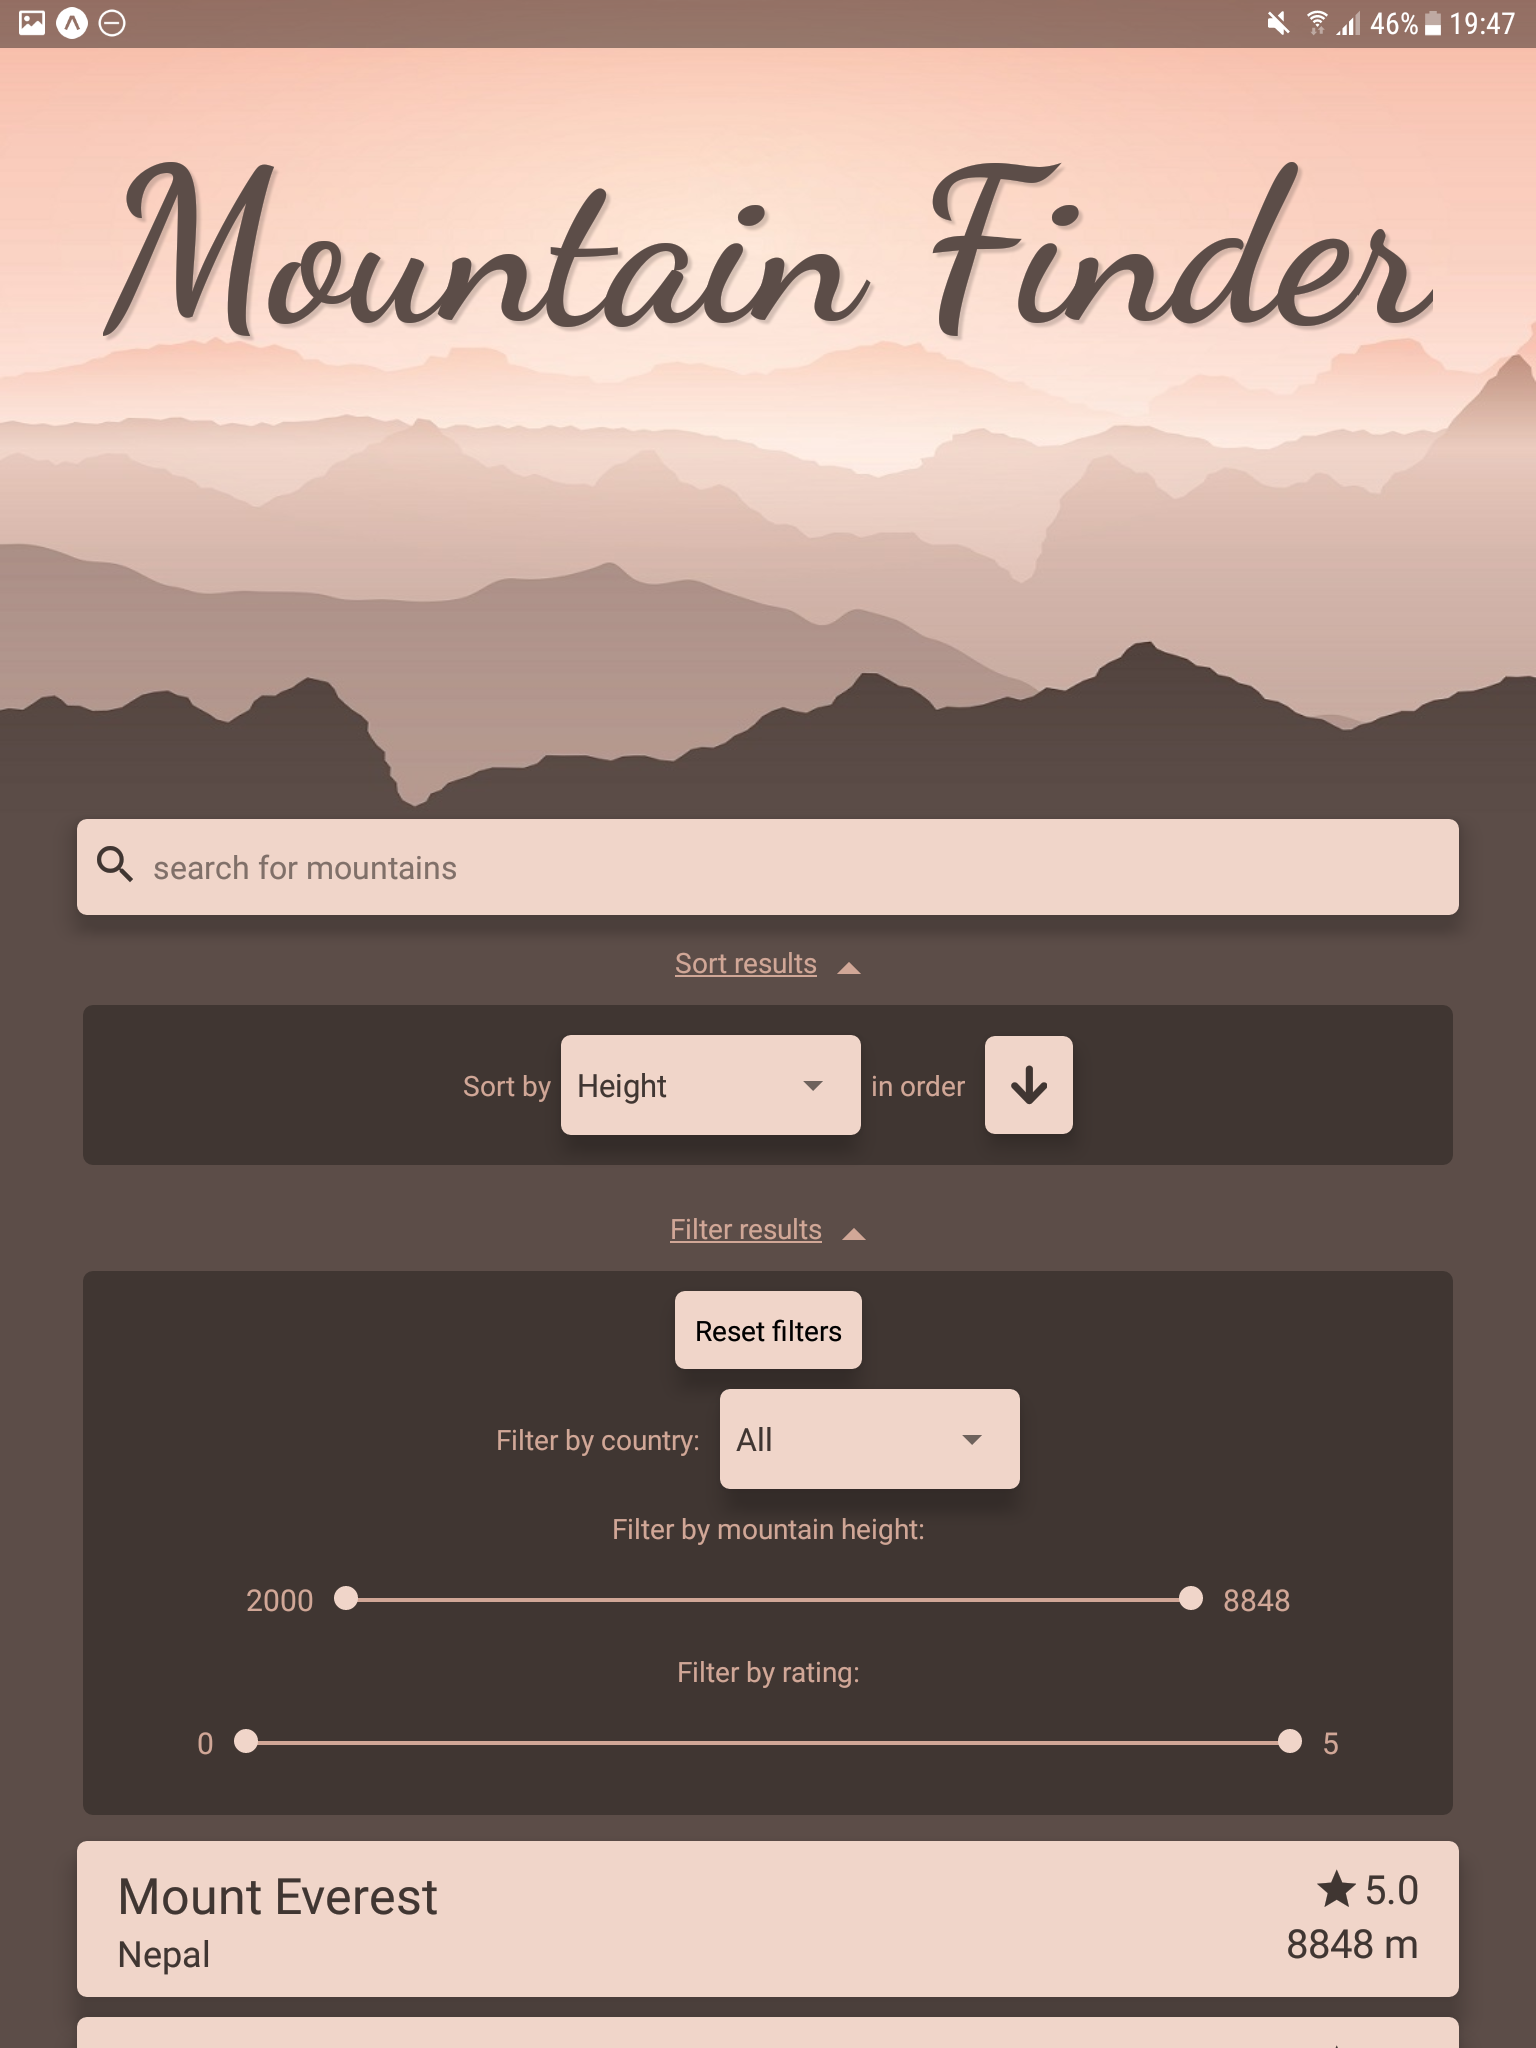 46% 19:47
Mountain Finder
search for mountains
Sort results
Sort by Height in order
Filter results
Reset filters
Filter by country: All
Filter by mountain height:
2000 8848
Filter by rating:
0 5
Mount Everest 5.0
Nepal 8848 m